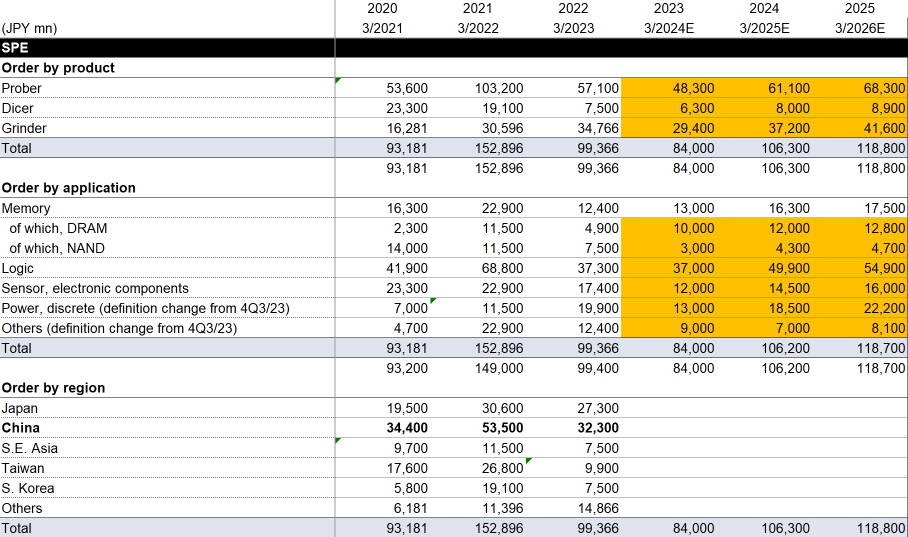 2020 2021 2022 2023 2024 2025
(JPY mn) 3/2021 3/2022 3/2023 3/2024E 3/2025E 3/2026E
SPE
Order by product
Prober 53,600 103,200 57,100 48,300 61,100 68,300
Dicer 23,300 19,100 7,500 6,300 8,000 8,900
Grinder 16,281 30,596 34,766 29,400 37,200 41,600
Total 93,181 152,896 99,366 84,000 106,300 118,800
93,181 152,896 99,366 84,000 106,300 118,800
Order by application
Memory 16,300 22,900 12,400 13,000 16,300 17,500
of which, DRAM 2,300 11,500 4,900 10,000 12,000 12,800
of which, NAND 14,000 11,500 7,500 3,000 4,300 4,700
Logic 41,900 68,800 37,300 37,000 49,900 54,900
Sensor, electronic components 23,300 22,900 17,400 12,000 14,500 16,000
Power, discrete (definition change from 4Q3/23) 7,000 11,500 19,900 13,000 18,500 22,200
Others (definition change from 4Q3/23) 4,700 22,900 12,400 9,000 7,000 8,100
Total 93,181 152,896 99,366 84,000 106,200 118,700
93,200 149,000 99,400 84,000 106,200 118,700
Order by region
Japan 19,500 30,600 27,300
China 34,400 53,500 32,300
S.E. Asia 9,700 11,500 7,500
Taiwan 17,600 26,800 9,900
S. Korea 5,800 19,100 7,500
Others 6,181 11,396 14,866
Total 93,181 152,896 99,366 84,000 106,300 118,800